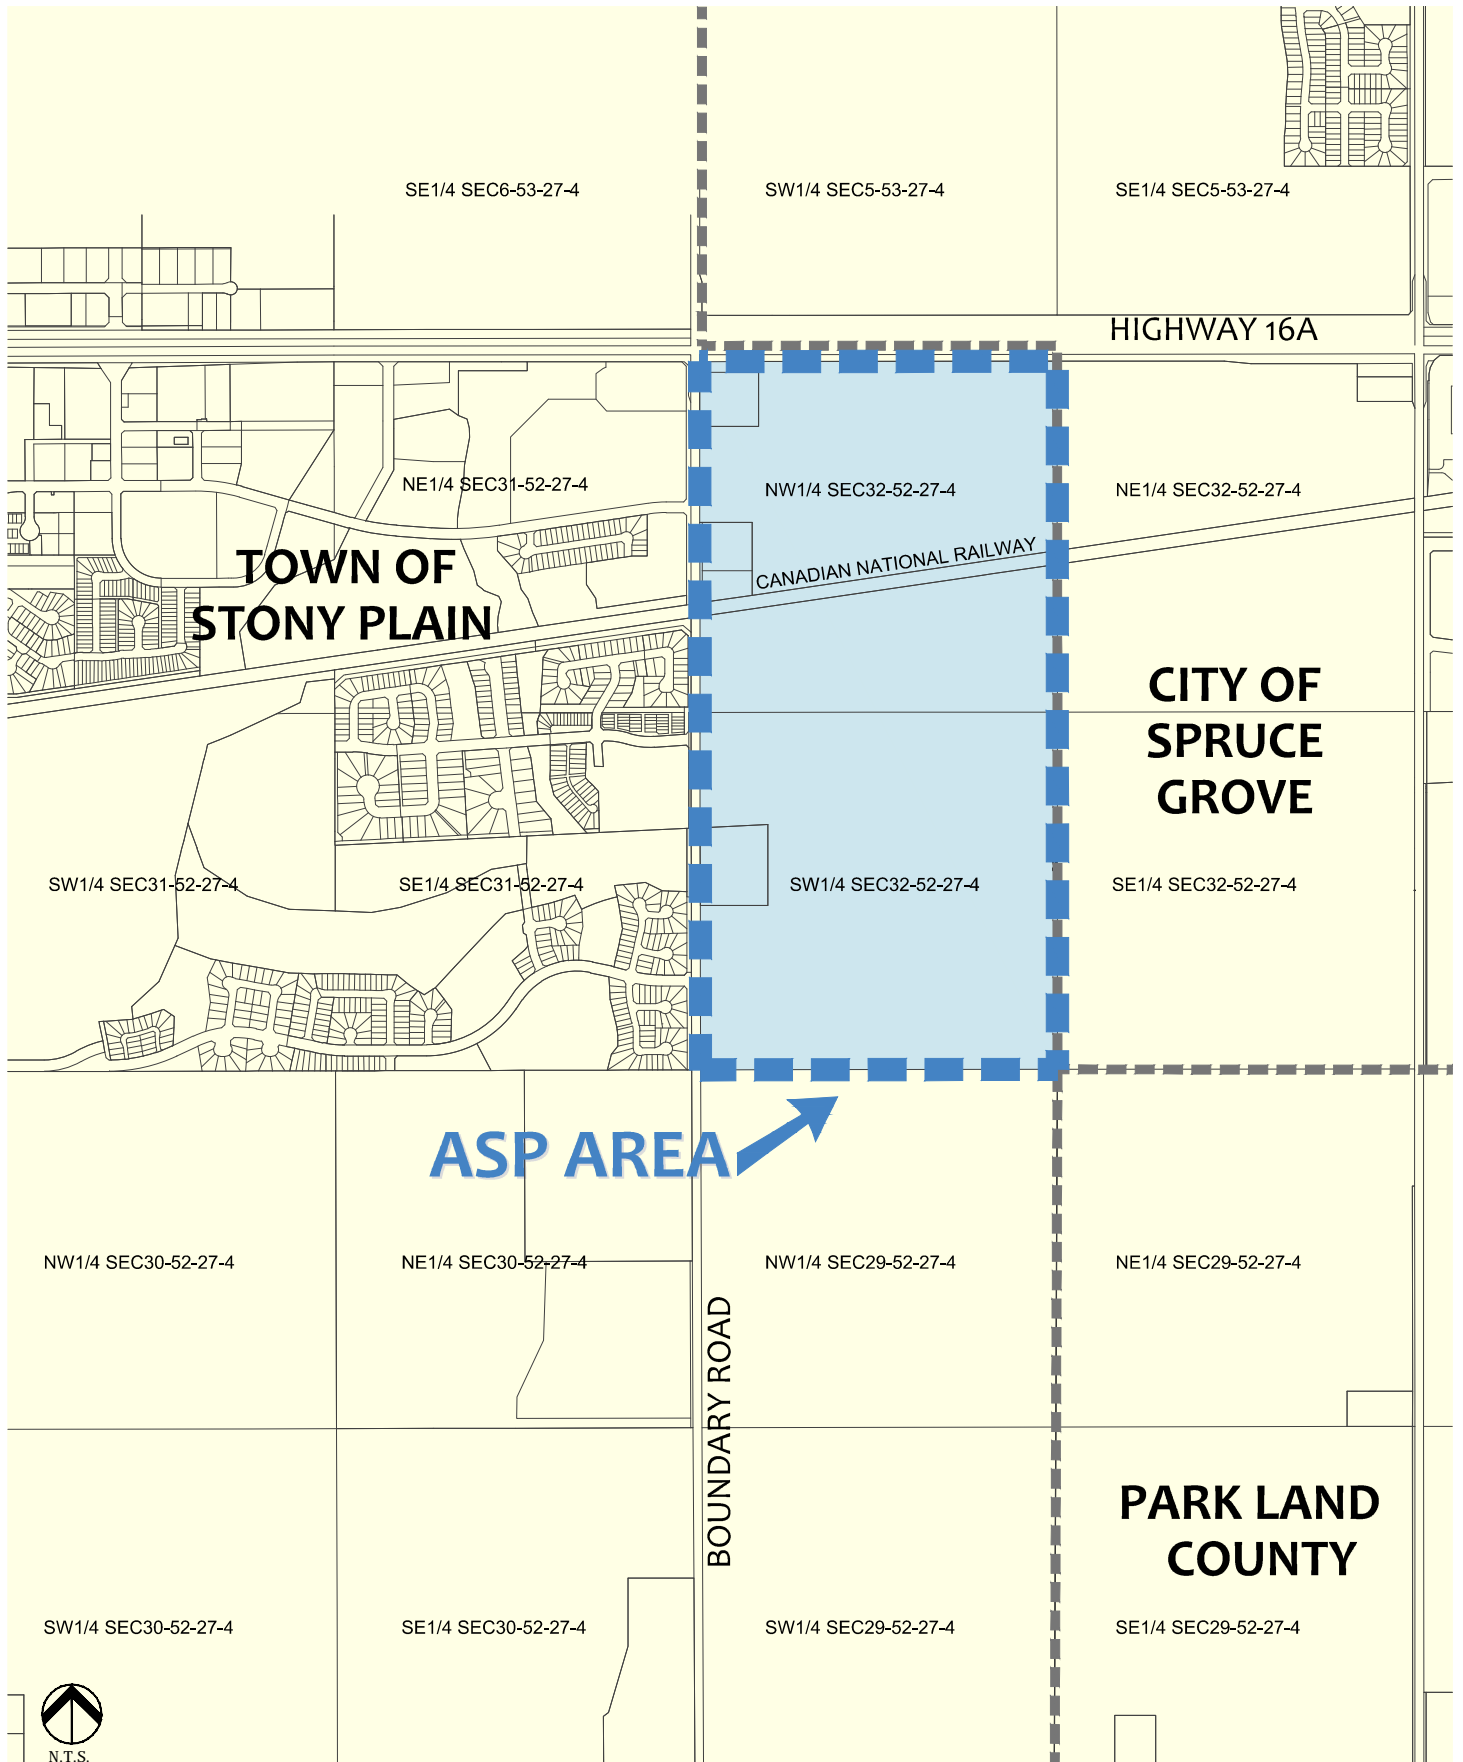 SE1/4 SEC6-53-27-4
SW1/4 SEC5-53-27-4
SE1/4 SEC5-53-27-4
HIGHWAY 16A
NE1/4 SEC31-52-27-4
NW1/4 SEC32-52-27-4
NE1/4 SEC32-52-27-4
CANADIAN NATIONAL RAILWAY
TOWN OF
STONY PLAIN
CITY OF
SPRUCE
GROVE
SW1/4 SEC31-52-27-4
SE1/4 SEC31-52-27-4
SW1/4 SEC32-52-27-4
SE1/4 SEC32-52-27-4
ASP AREA
NW1/4 SEC30-52-27-4
NE1/4 SEC30-52-27-4
NW1/4 SEC29-52-27-4
NE1/4 SEC29-52-27-4
BOUNDARY ROAD
PARK LAND
COUNTY
SW1/4 SEC30-52-27-4
SE1/4 SEC30-52-27-4
SW1/4 SEC29-52-27-4
SE1/4 SEC29-52-27-4
N.T.S.